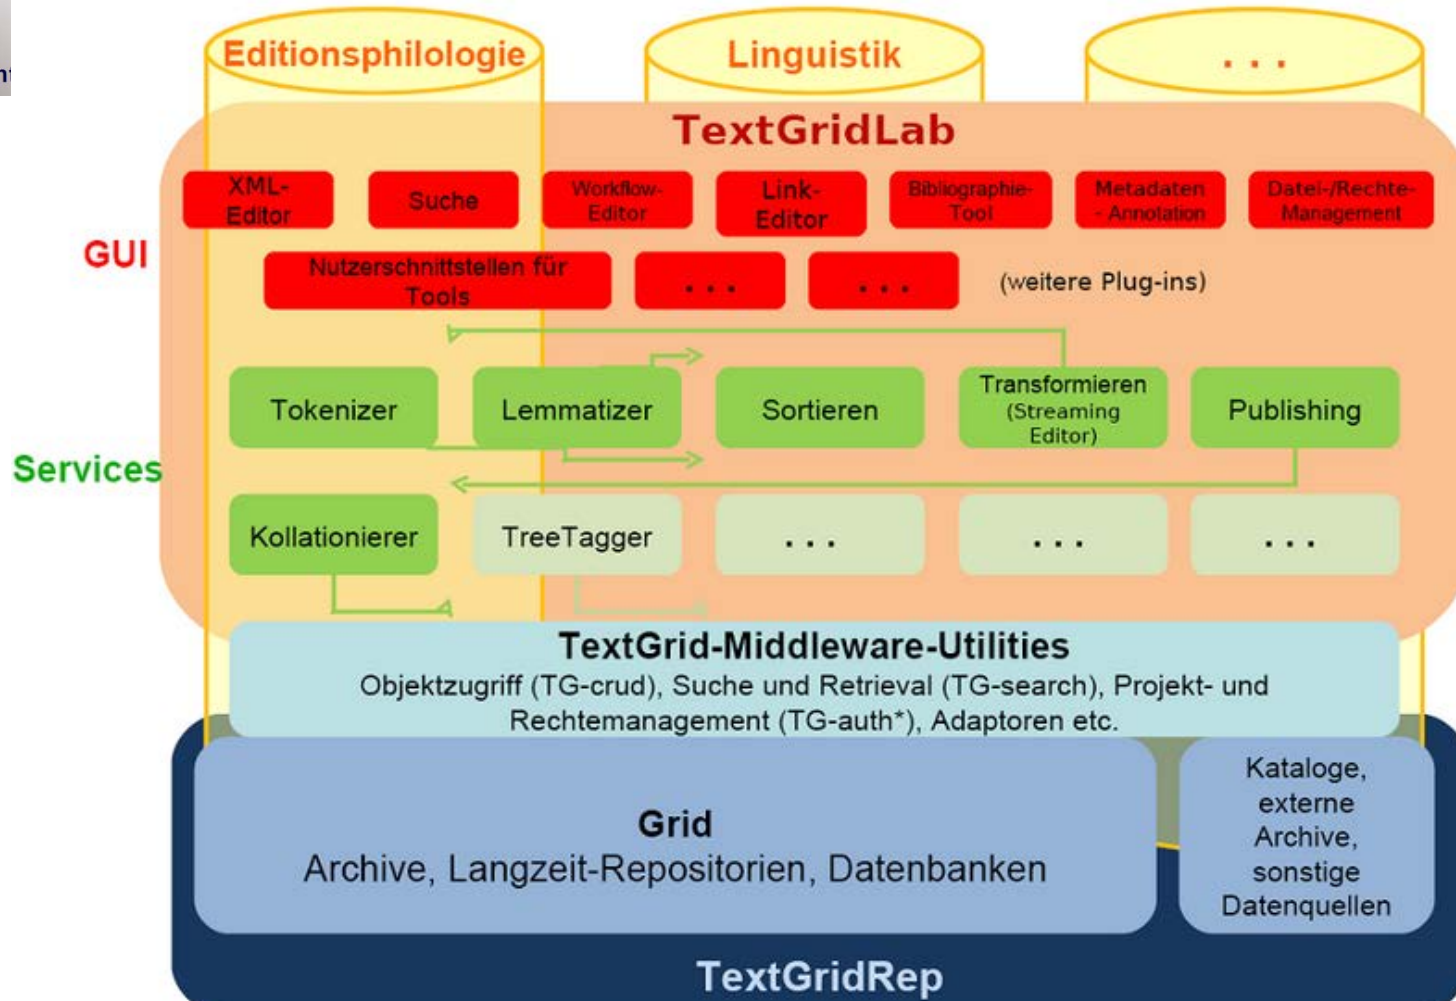 Editionsphilologie
Linguistik
. . .
TextGridLab
GUI
XML-
Editor
Suche
Workflow-
Editor
Link-
Editor
Bibliographie-
Tool
Metadaten
- Annotation
Datei-/Rechte-
Management
Nutzerschnittstellen für
Tools
. . .
. . .
(weitere Plug-ins)
Services
Tokenizer
Lemmatizer
Sortieren
Transformieren
(Streaming
Editor)
Publishing
Kollationierer
TreeTagger
. . .
. . .
. . .
TextGrid-Middleware-Utilities
Objektzugriff (TG-crud), Suche und Retrieval (TG-search), Projekt- und
Rechtemanagement (TG-auth*), Adaptoren etc.
Grid
Archive, Langzeit-Repositorien, Datenbanken
Kataloge,
externe
Archive,
sonstige
Datenquellen
TextGridRep